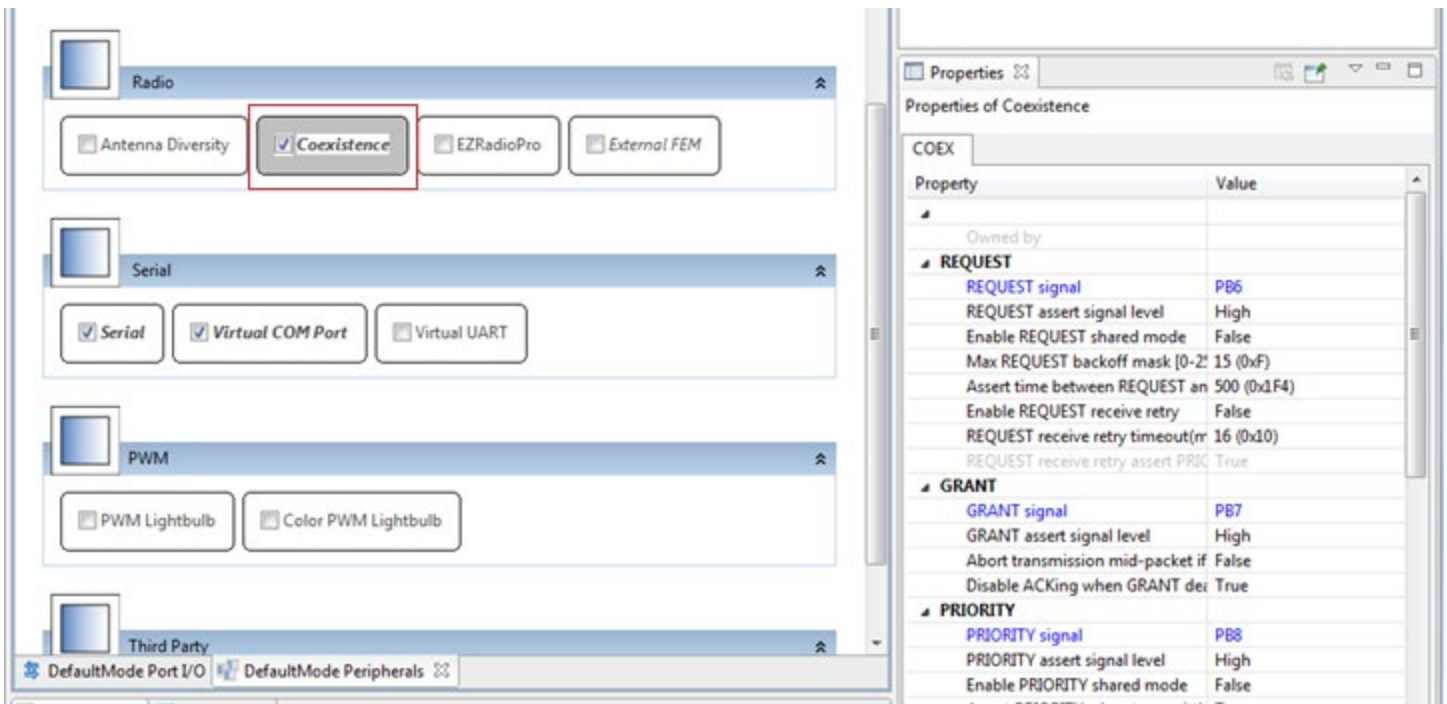 Radio
Antenna Diversity
Coexistence
EZRadioPro
External FEM
Serial
Serial
Virtual COM Port
Virtual UART
PWM
PWM Lightbulb
Color PWM Lightbulb
Third Party
DefaultMode Port I/O
DefaultMode Peripherals
Properties
Properties of Coexistence
COEX
Property Value
Owned by
REQUEST
REQUEST signal PB6
REQUEST assert signal level High
Enable REQUEST shared mode False
Max REQUEST backoff mask [0-2 15 (0xF)
Assert time between REQUEST an 500 (0x1F4)
Enable REQUEST receive retry False
REQUEST receive retry timeout(m 16 (0x10)
REQUEST receive retry assert PRIO True
GRANT
GRANT signal PB7
GRANT assert signal level High
Abort transmission mid-packet if False
Disable ACKing when GRANT dea True
PRIORITY
PRIORITY signal PB8
PRIORITY assert signal level High
Enable PRIORITY shared mode False